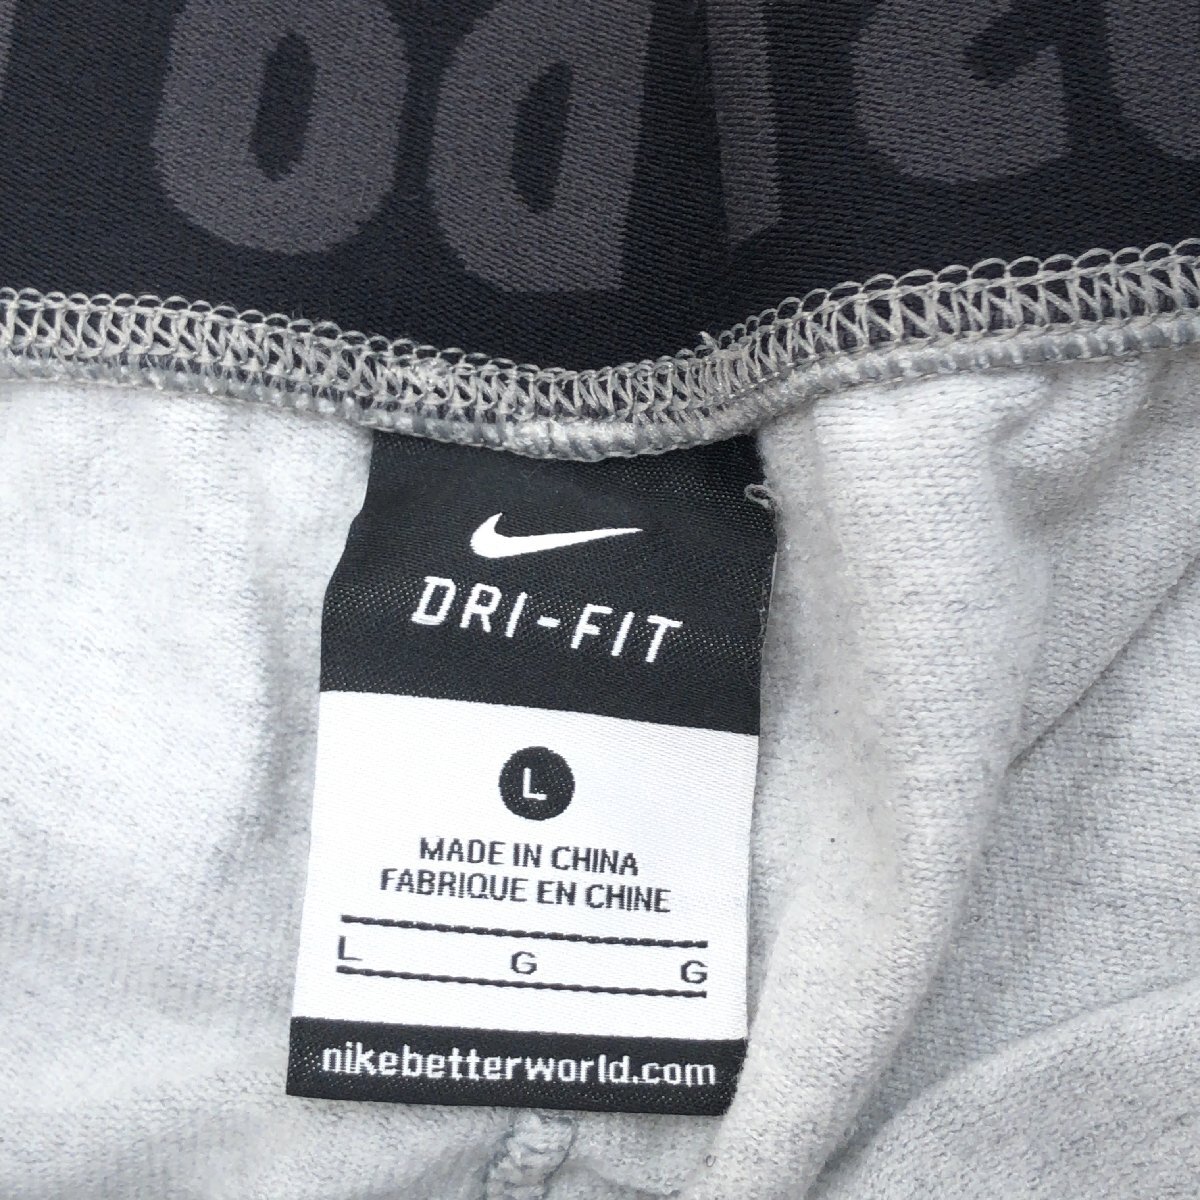 DRI-FIT
L
MADE IN CHINA
FABRIQUE EN CHINE
L G G
nikebetterworld.com